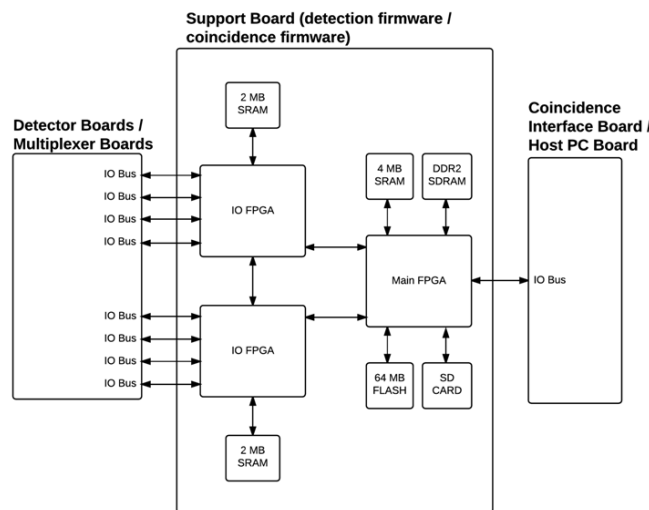 Support Board (detection firmware /
coincidence firmware)
Detector Boards /
Multiplexer Boards
Coincidence
Interface Board /
Host PC Board
2 MB
SRAM
IO Bus
IO Bus
IO Bus
IO Bus
IO FPGA
4 MB
SRAM
DDR2
SDRAM
Main FPGA
IO Bus
IO Bus
IO Bus
IO Bus
IO Bus
IO FPGA
64 MB
FLASH
SD
CARD
2 MB
SRAM